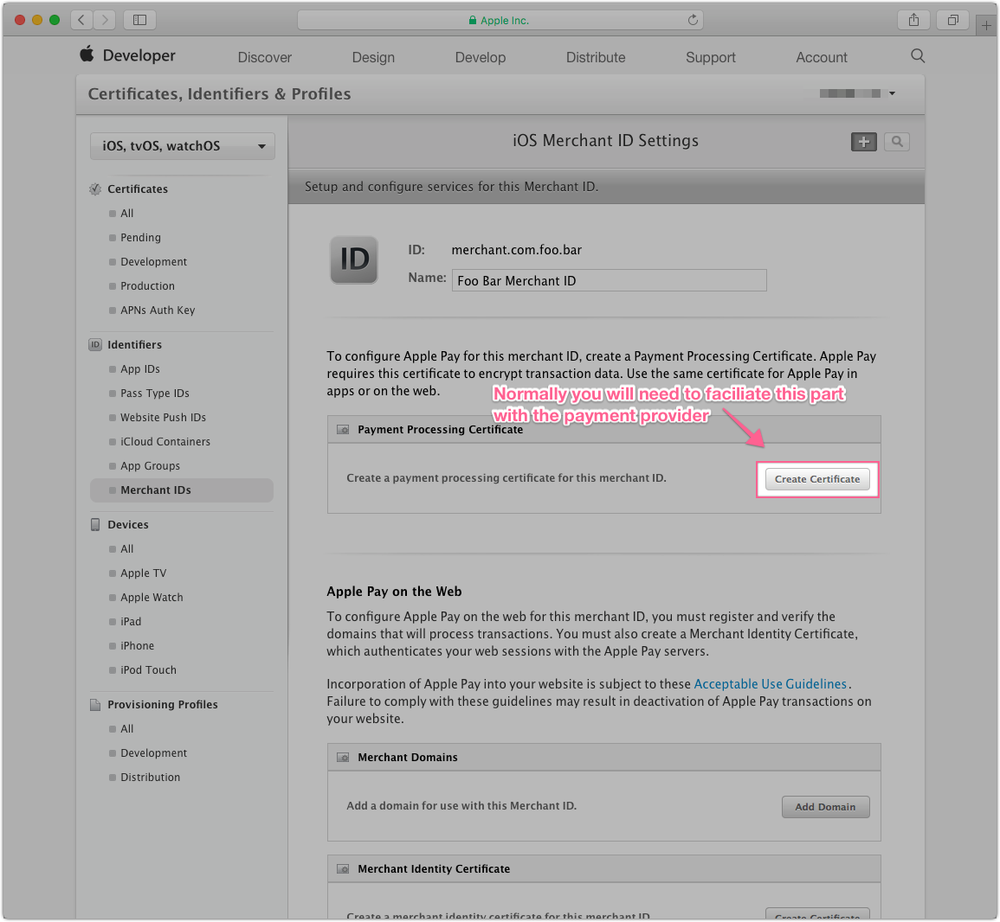 Apple Inc.
Developer
Discover
Design
Develop
Distribute
Support
Account
Certificates, Identifiers & Profiles
iOS, tvOS, watchOS
Certificates
All
Pending
Development
Production
APNs Auth Key
Identifiers
App IDs
Pass Type IDs
Website Push IDs
iCloud Containers
App Groups
Merchant IDs
Devices
All
Apple TV
Apple Watch
iPad
iPhone
iPod Touch
Provisioning Profiles
All
Development
Distribution
iOS Merchant ID Settings
Setup and configure services for this Merchant ID.
ID
ID: merchant.com.foo.bar
Name: Foo Bar Merchant ID
To configure Apple Pay for this merchant ID, create a Payment Processing Certificate. Apple Pay
requires this certificate to encrypt transaction data. Use the same certificate for Apple Pay in
apps or on the web.
Normally you will need to faciliate this part
with the payment provider
Payment Processing Certificate
Create a payment processing certificate for this merchant ID.
Create Certificate
Apple Pay on the Web
To configure Apple Pay on the web for this merchant ID, you must register and verify the
domains that will process transactions. You must also create a Merchant Identity Certificate,
which authenticates your web sessions with the Apple Pay servers.
Incorporation of Apple Pay into your website is subject to these Acceptable Use Guidelines.
Failure to comply with these guidelines may result in deactivation of Apple Pay transactions on
your website.
Merchant Domains
Add a domain for use with this Merchant ID.
Add Domain
Merchant Identity Certificate
Create a merchant identity certificate for this merchant ID.
Create Certificate